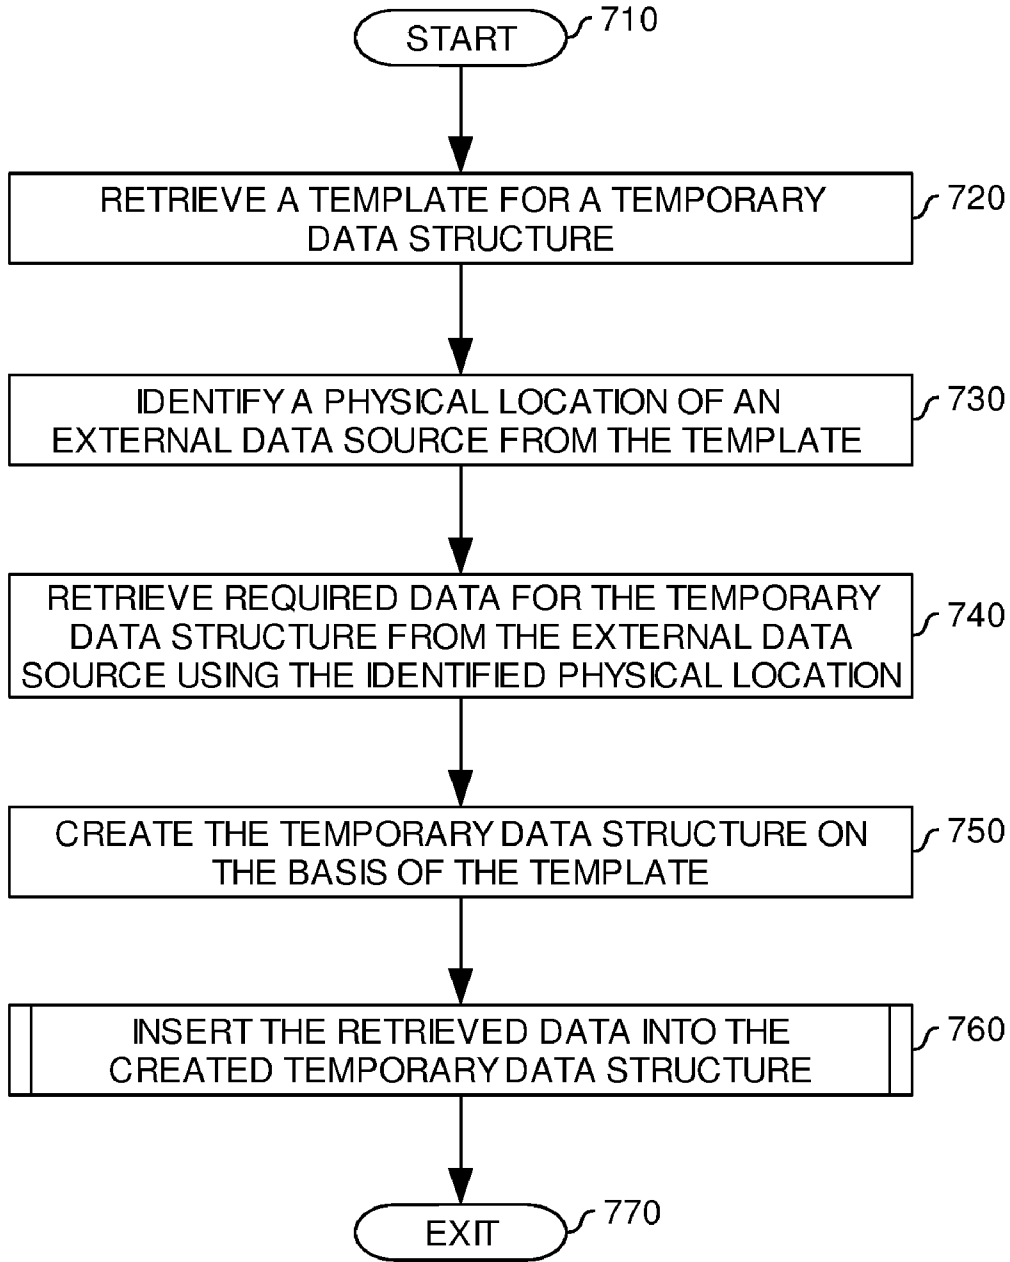 START
710
RETRIEVE A TEMPLATE FOR A TEMPORARY
DATA STRUCTURE
720
IDENTIFY A PHYSICAL LOCATION OF AN
EXTERNAL DATA SOURCE FROM THE TEMPLATE
730
RETRIEVE REQUIRED DATA FOR THE TEMPORARY
DATA STRUCTURE FROM THE EXTERNAL DATA
SOURCE USING THE IDENTIFIED PHYSICAL LOCATION
740
CREATE THE TEMPORARY DATA STRUCTURE ON
THE BASIS OF THE TEMPLATE
750
INSERT THE RETRIEVED DATA INTO THE
CREATED TEMPORARY DATA STRUCTURE
760
EXIT
770